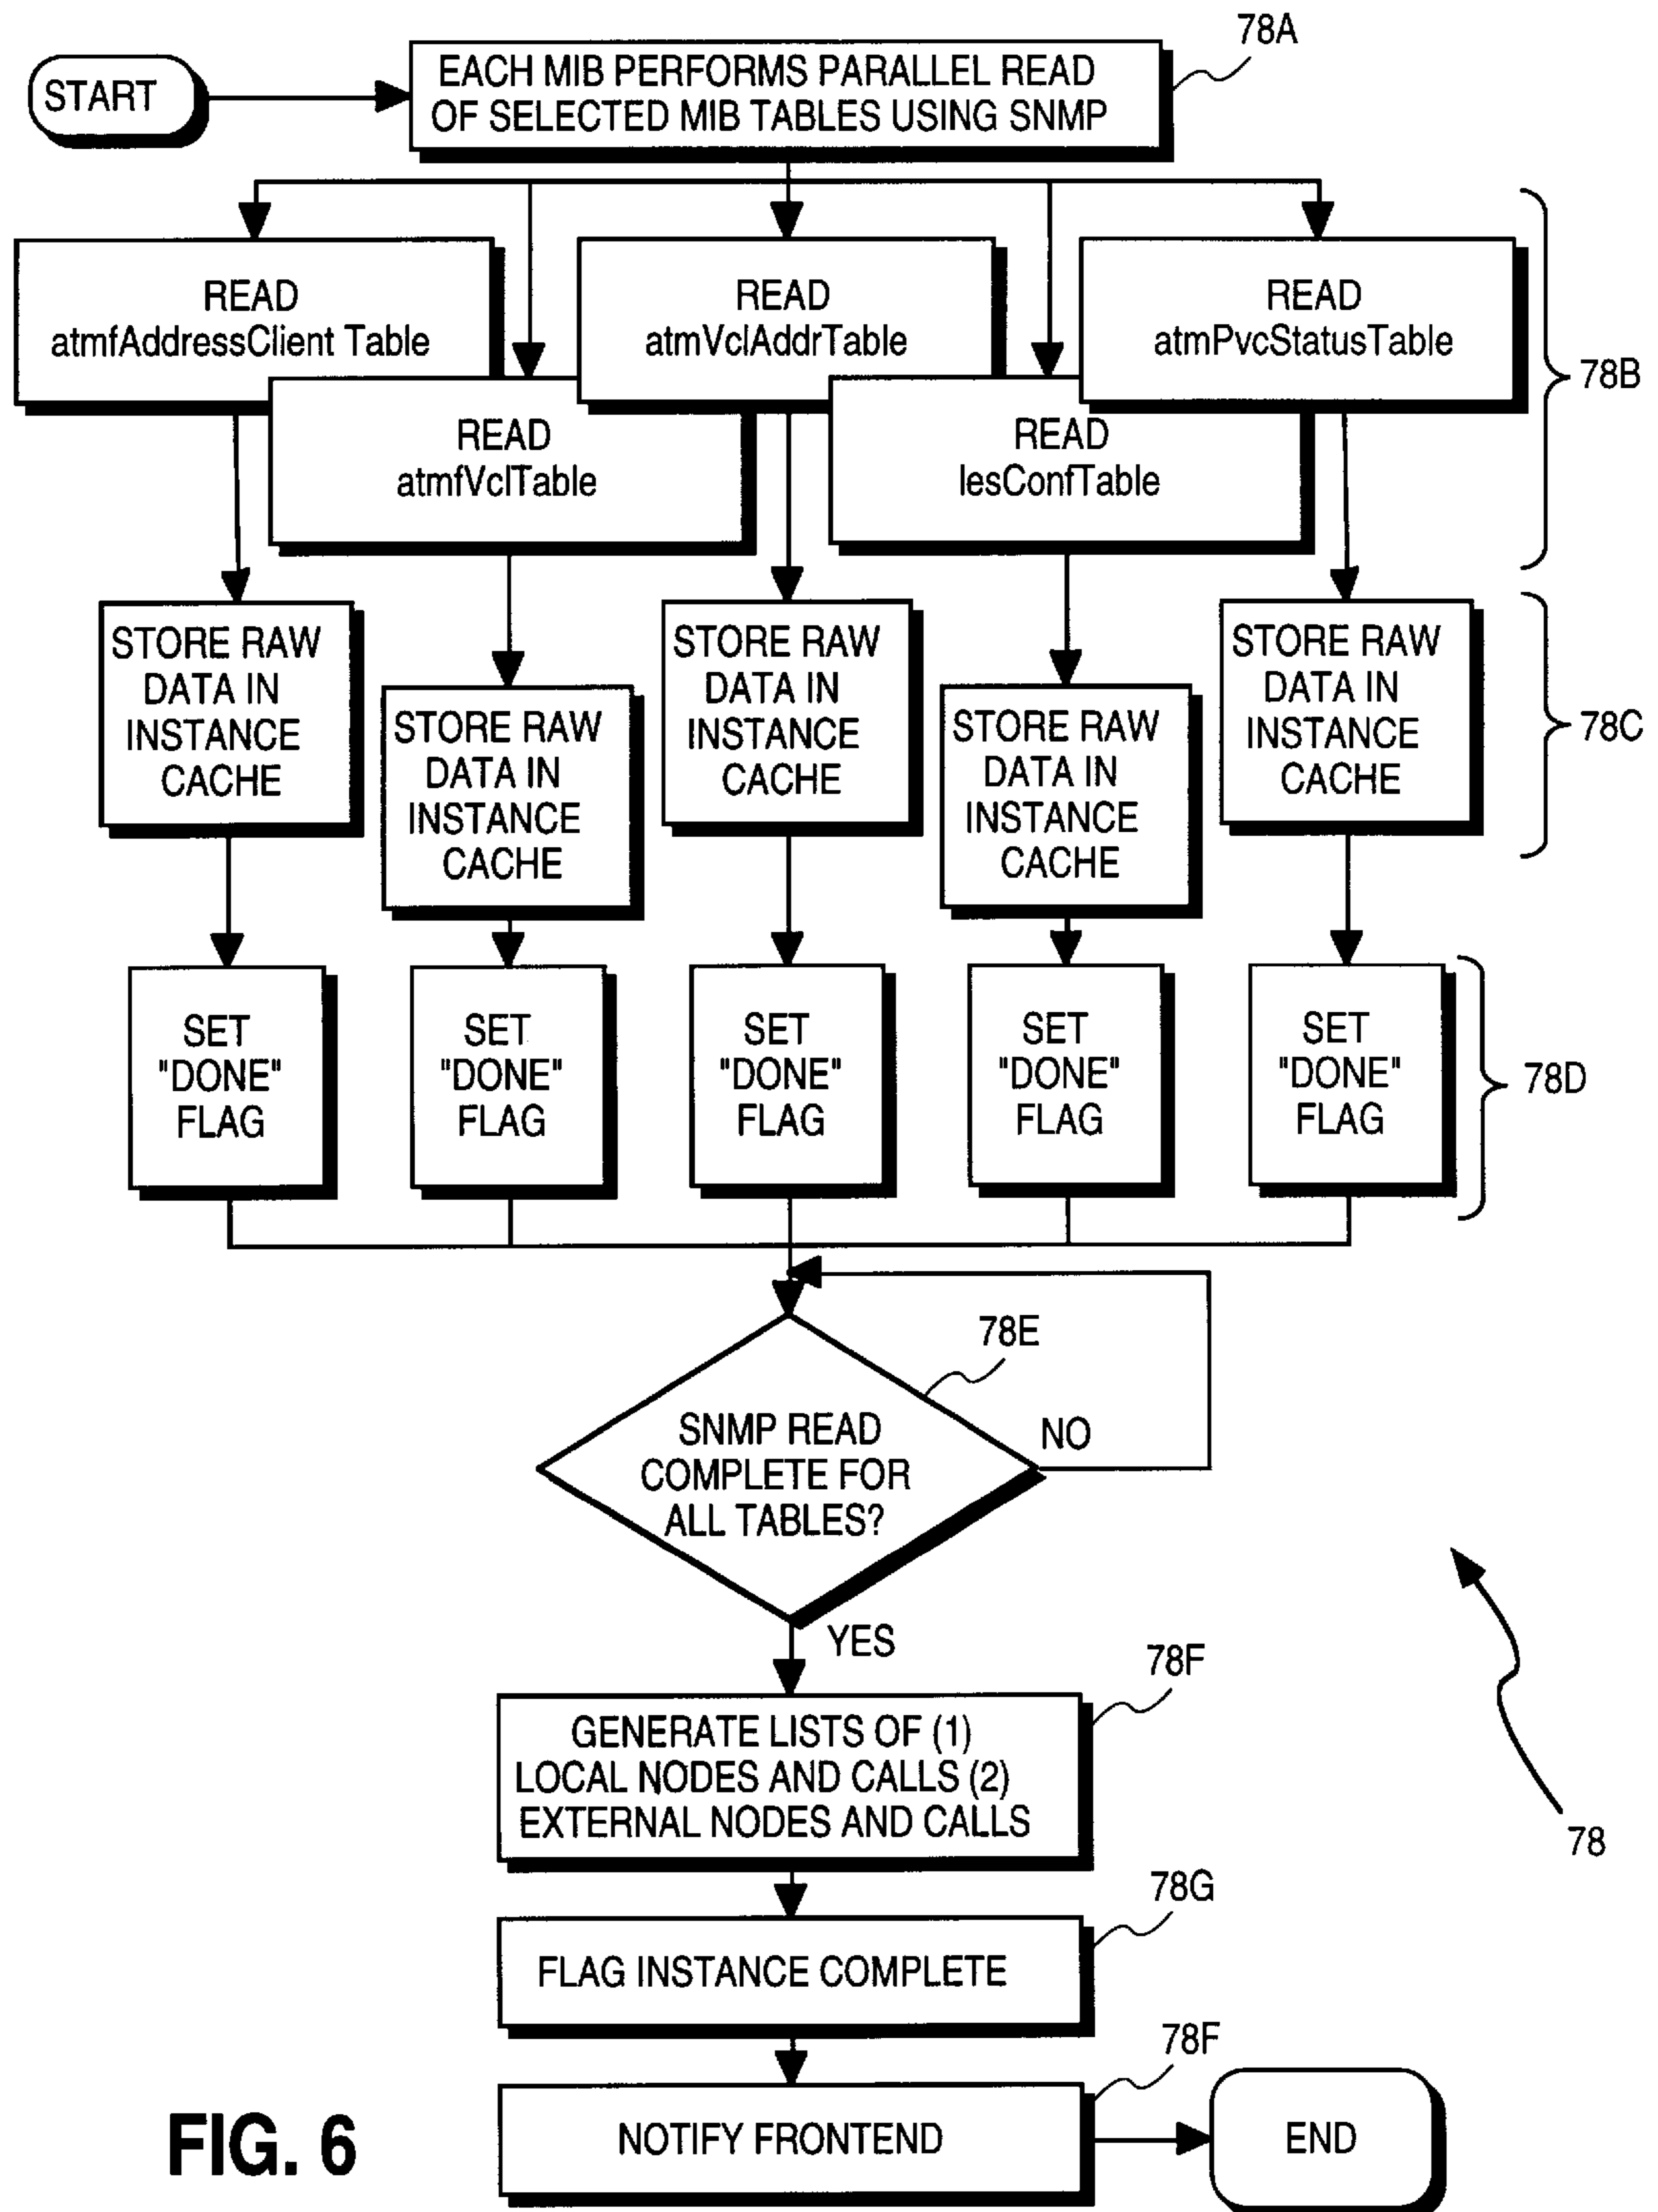 78A
START
EACH MIB PERFORMS PARALLEL READ
OF SELECTED MIB TABLES USING SNMP
READ
atmfAddressClient Table
READ
atmVclAddrTable
READ
atmPvcStatusTable
78B
READ
atmfVclTable
READ
lesConfTable
STORE RAW
DATA IN
INSTANCE
CACHE
STORE RAW
DATA IN
INSTANCE
CACHE
STORE RAW
DATA IN
INSTANCE
CACHE
STORE RAW
DATA IN
INSTANCE
CACHE
STORE RAW
DATA IN
INSTANCE
CACHE
78C
SET
"DONE"
FLAG
SET
"DONE"
FLAG
SET
"DONE"
FLAG
SET
"DONE"
FLAG
SET
"DONE"
FLAG
78D
78E
SNMP READ
COMPLETE FOR
ALL TABLES?
NO
YES
78F
GENERATE LISTS OF (1)
LOCAL NODES AND CALLS (2)
EXTERNAL NODES AND CALLS
78
78G
FLAG INSTANCE COMPLETE
78F
NOTIFY FRONTEND
END
FIG. 6